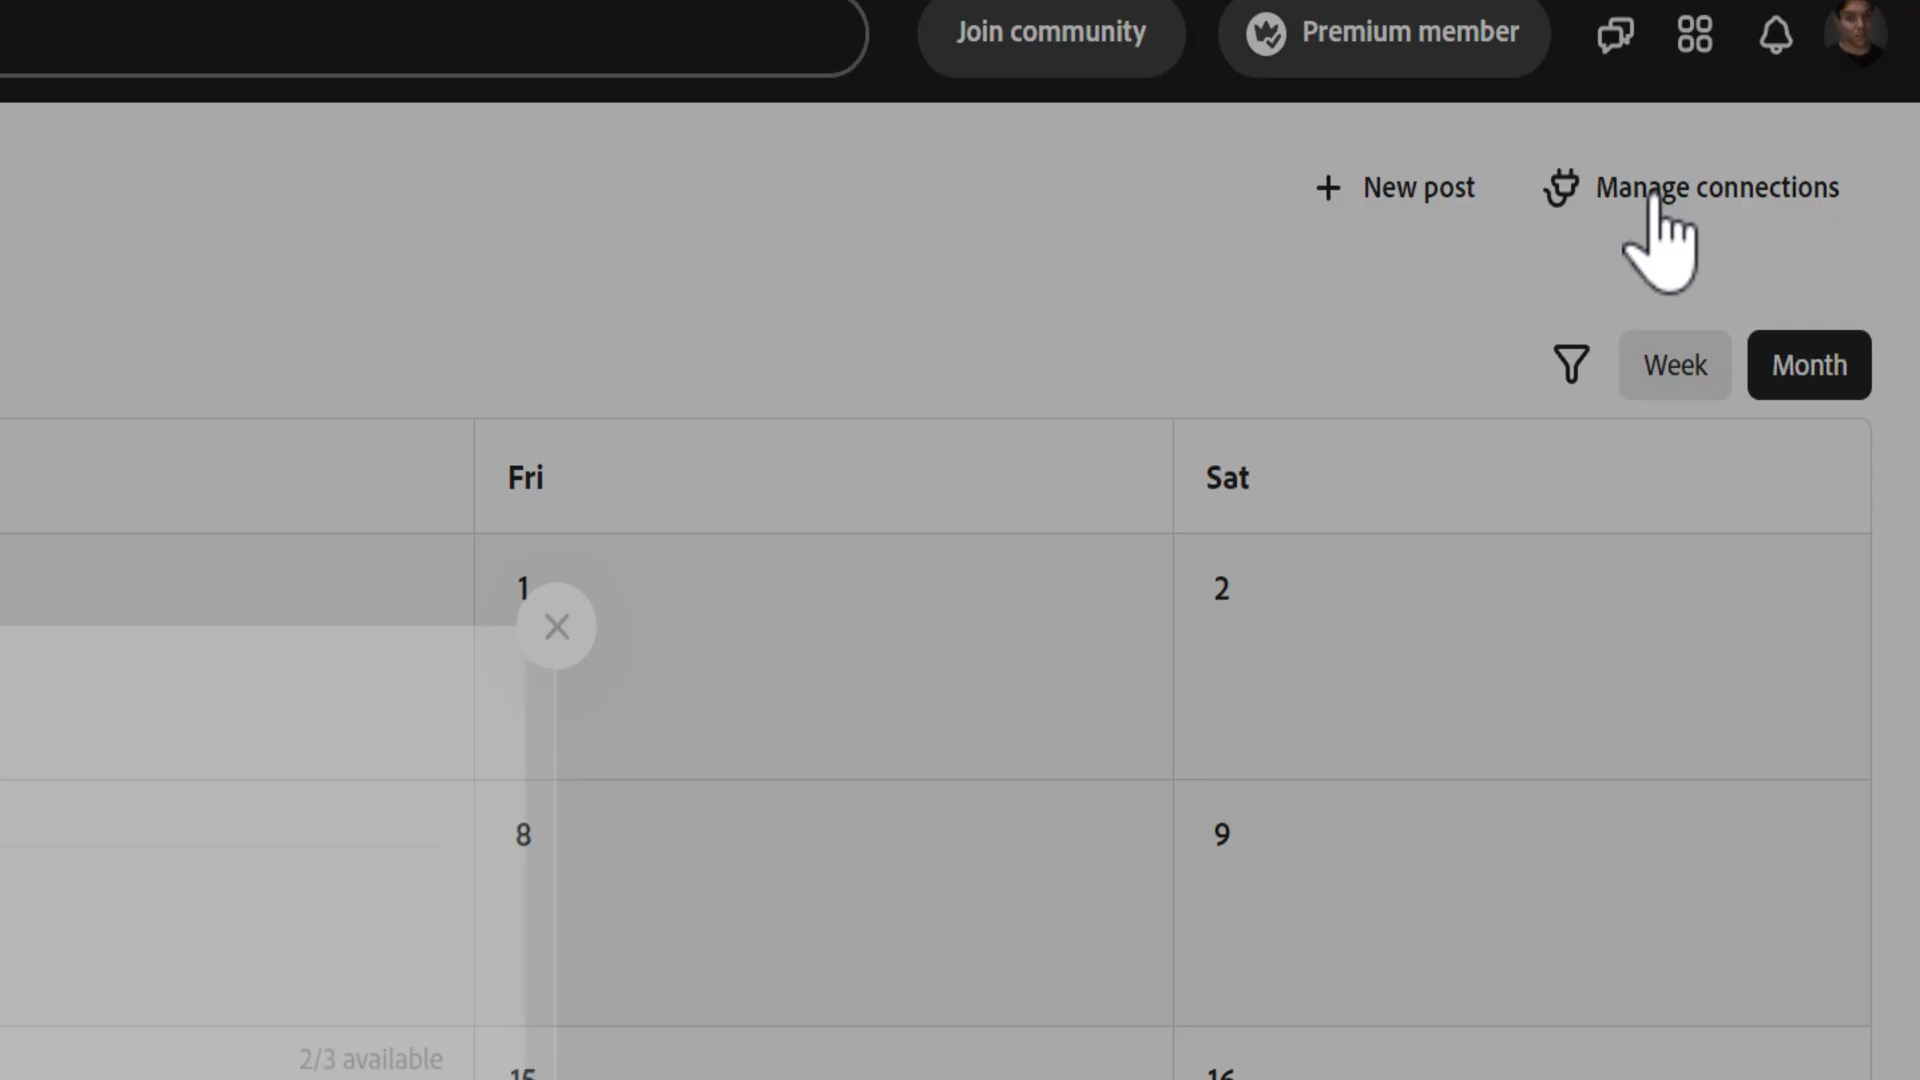 Join community
Premium member
New post
Manage connections
Week
Month
Fri
Sat
1
2
8
9
2/3 available
15
16